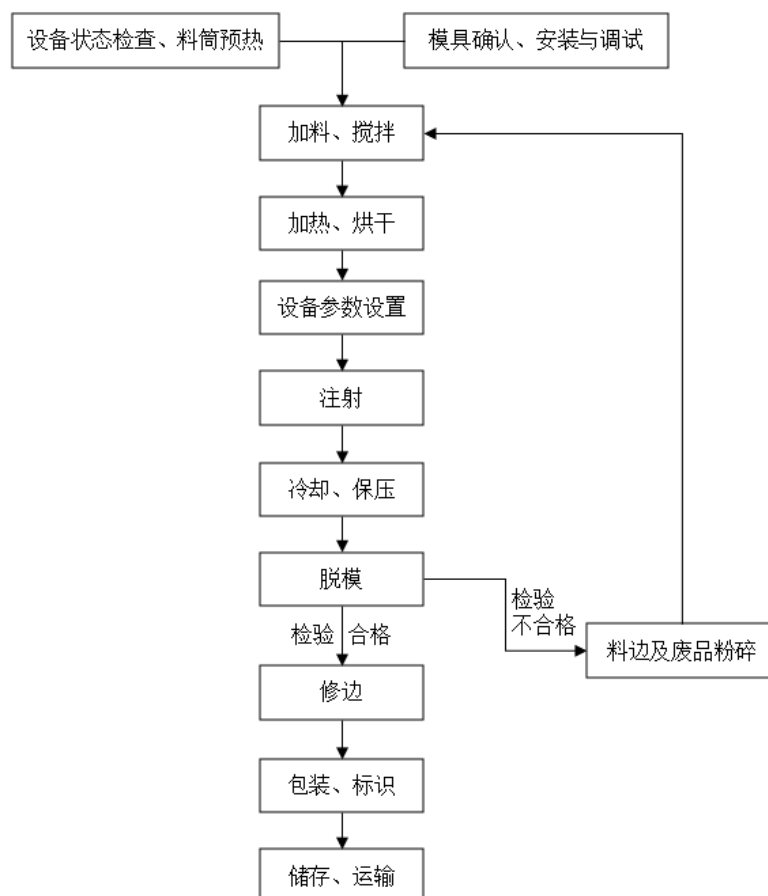 设备状态检查、料筒预热
模具确认、安装与调试
加料、搅拌
加热、烘干
设备参数设置
注射
冷却、保压
脱模
检验
不合格
检验 合格
料边及废品粉碎
修边
包装、标识
储存、运输